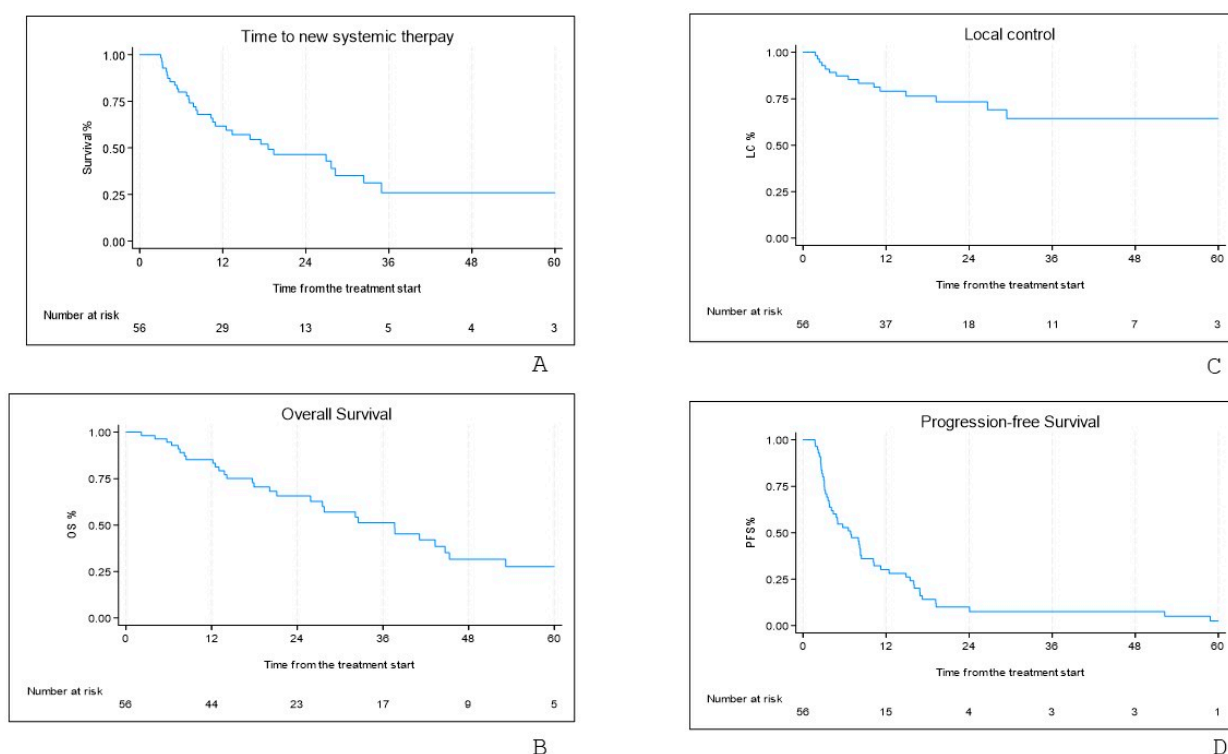 Time to new systemic therpay
1.00
0.75
0.50
0.25
0.00
Survival %
0 12 24 36 48 60
Time from the treatment start
Number at risk
56 29 13 5 4 3
A
Local control
1.00
0.75
0.50
0.25
0.00
LC %
0 12 24 36 48 60
Time from the treatment start
Number at risk
56 37 18 11 7 3
C
Overall Survival
1.00
0.75
0.50
0.25
0.00
OS %
0 12 24 36 48 60
Time from the treatment start
Number at risk
56 44 23 17 9 5
B
Progression-free Survival
1.00
0.75
0.50
0.25
0.00
PFS%
0 12 24 36 48 60
Time from the treatment start
Number at risk
56 15 4 3 3 1
D